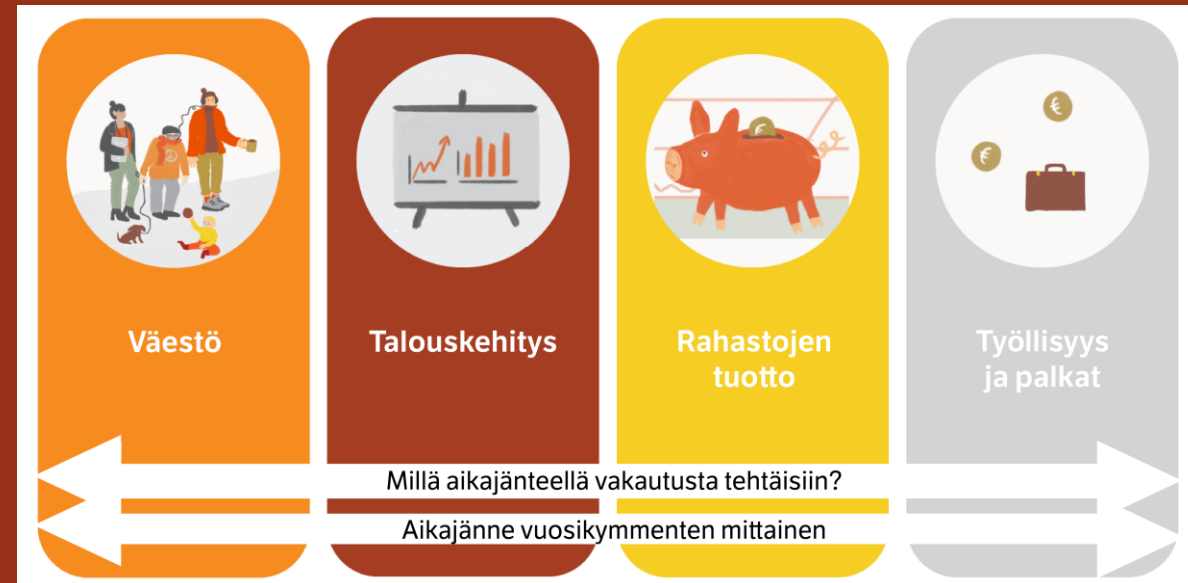 Väestö
Talouskehitys
Rahastojen
tuotto
Työllisyys
ja palkat
Millä aikajänteellä vakautusta tehtäisiin?
Aikajänne vuosikymmenten mittainen